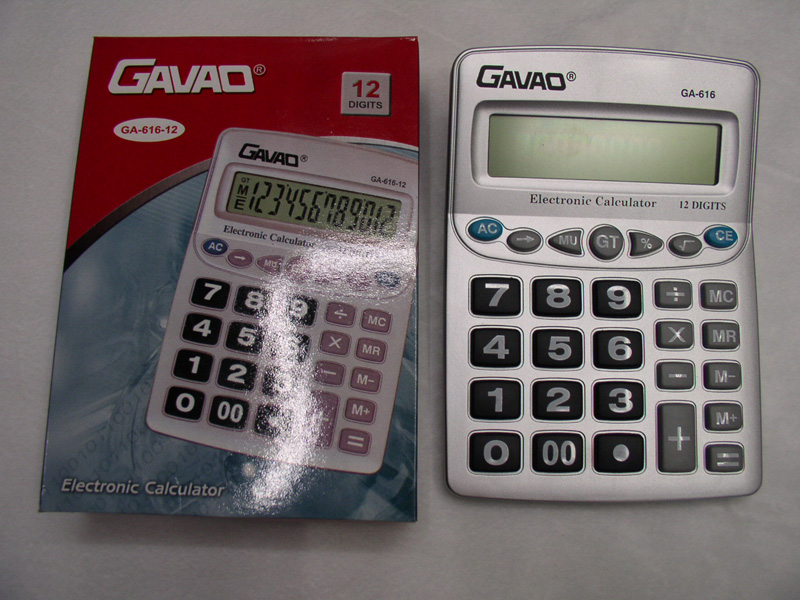 GAVAO®
12
DIGITS
GA-616-12
GAVAO®
GA-616-12
GT
M
E
123456789012
Electronic Calculator
AC → MU
7 8 9 ÷ MC
4 5 × MR
1 2 − M−
0 00 M+
=
Electronic Calculator
GAVAO®
GA-616
Electronic Calculator 12 DIGITS
AC → MU GT % √ CE
7 8 9 ÷ MC
4 5 6 × MR
1 2 3 − M−
0 00 • + M+
=